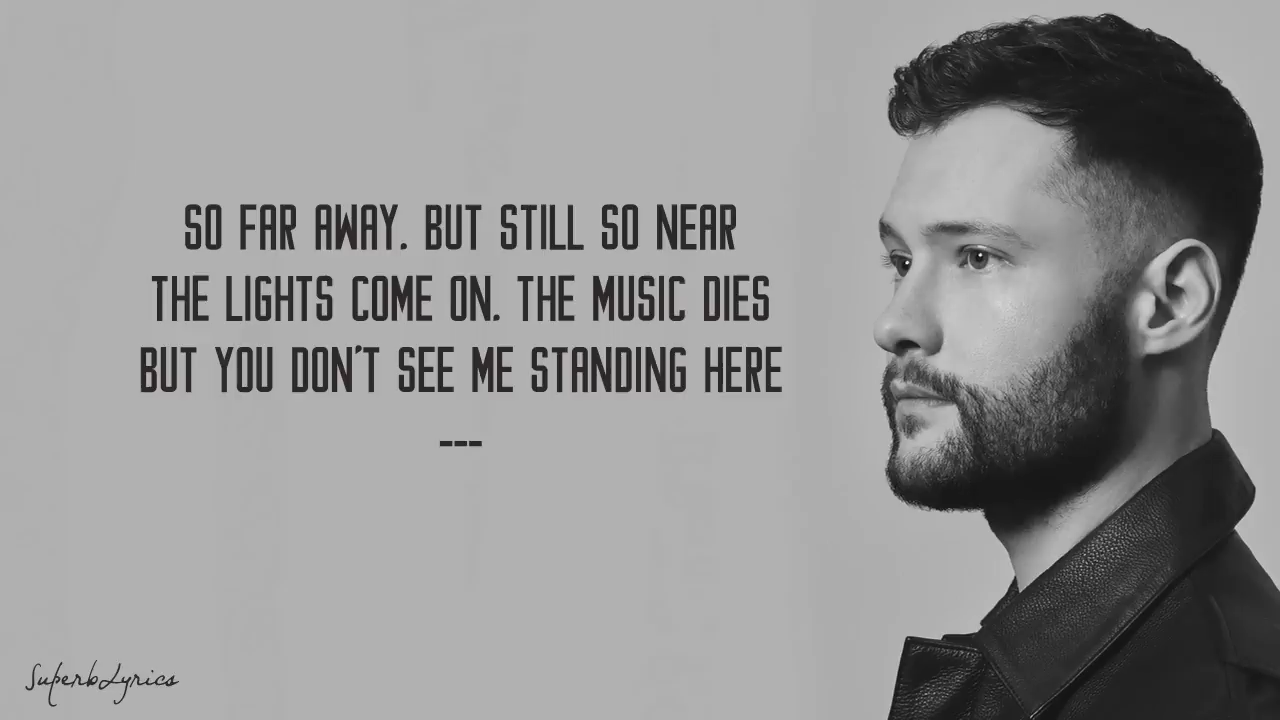 SO FAR AWAY. BUT STILL SO NEAR
THE LIGHTS COME ON. THE MUSIC DIES
BUT YOU DON'T SEE ME STANDING HERE
---
SuperbLyrics